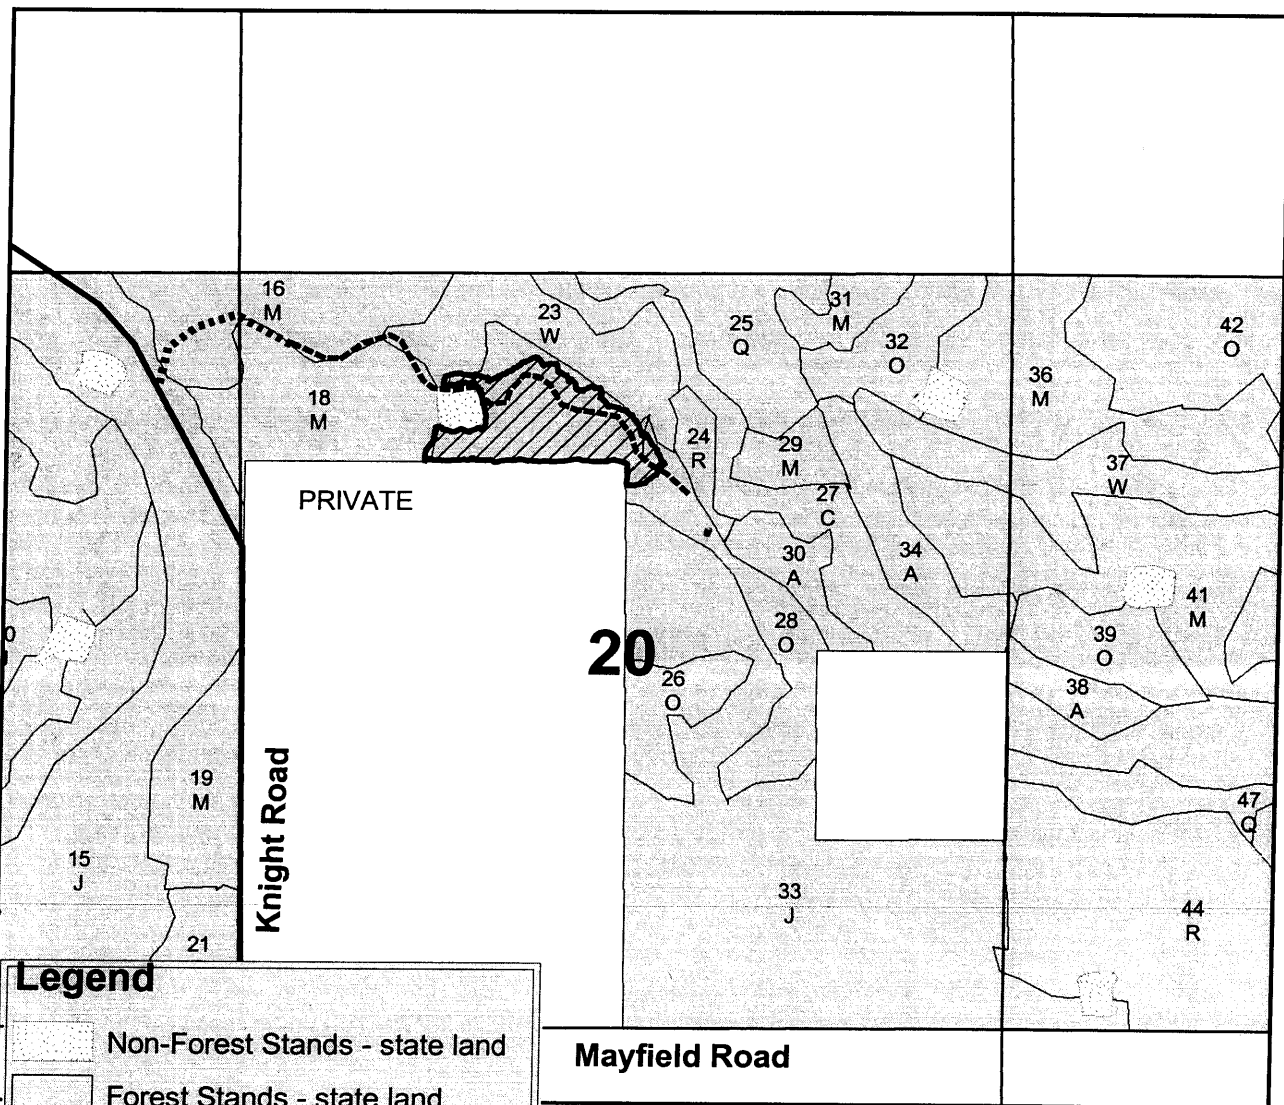 16
M
23
W
25
Q
31
M
32
O
42
O
36
M
18
M
24
R
29
M
37
W
PRIVATE
27
C
30
A
34
A
41
M
28
O
39
O
20
26
O
38
A
0
19
M
47
Q
Knight Road
15
J
33
J
44
R
21
Legend
Non-Forest Stands - state land
Mayfield Road
Forest Stands - state land